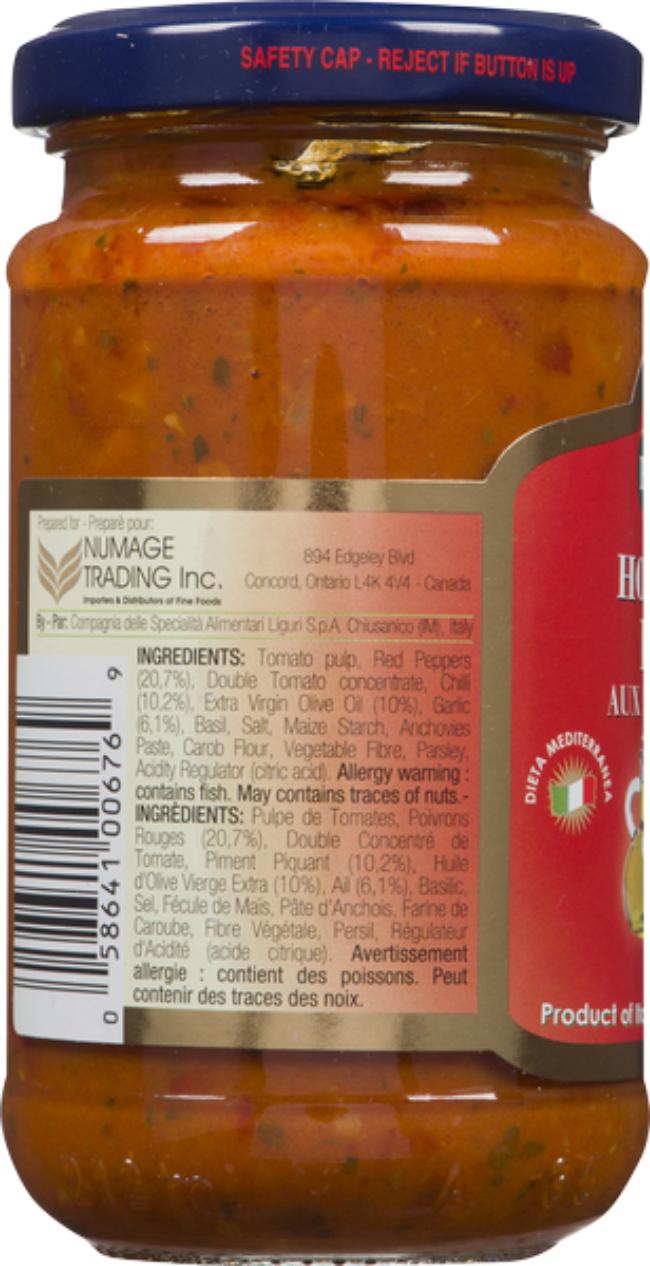 SAFETY CAP - REJECT IF BUTTON IS UP
Prepared for - Preparé pour:
NUMAGE
TRADING Inc.
Importers & Distributors of Fine Foods
894 Edgeley Blvd
Concord, Ontario L4K 4V4 - Canada
By - Par: Compagnia delle Specialità Alimentari Liguri S.p.A. Chiusanico (IM), Italy
INGREDIENTS: Tomato pulp, Red Peppers
(20,7%), Double Tomato concentrate, Chilli
(10,2%), Extra Virgin Olive Oil (10%), Garlic
(6,1%), Basil, Salt, Maize Starch, Anchovies
Paste, Carob Flour, Vegetable Fibre, Parsley,
Acidity Regulator (citric acid). Allergy warning :
contains fish. May contains traces of nuts.-
INGRÈDIENTS: Pulpe de Tomates, Poivrons
Rouges (20,7%), Double Concentré de
Tomate, Piment Piquant (10,2%), Huile
d'Olive Vierge Extra (10%), Ail (6,1%), Basilic,
Sel, Fécule de Maïs, Pâte d'Anchois, Farine de
Caroube, Fibre Végétale, Persil, Régulateur
d'Acidité (acide citrique). Avertissement
allergie : contient des poissons. Peut
contenir des traces des noix.
0 58641 00676 9
HO
AUX
DIETA MEDITERRANEA
Product of